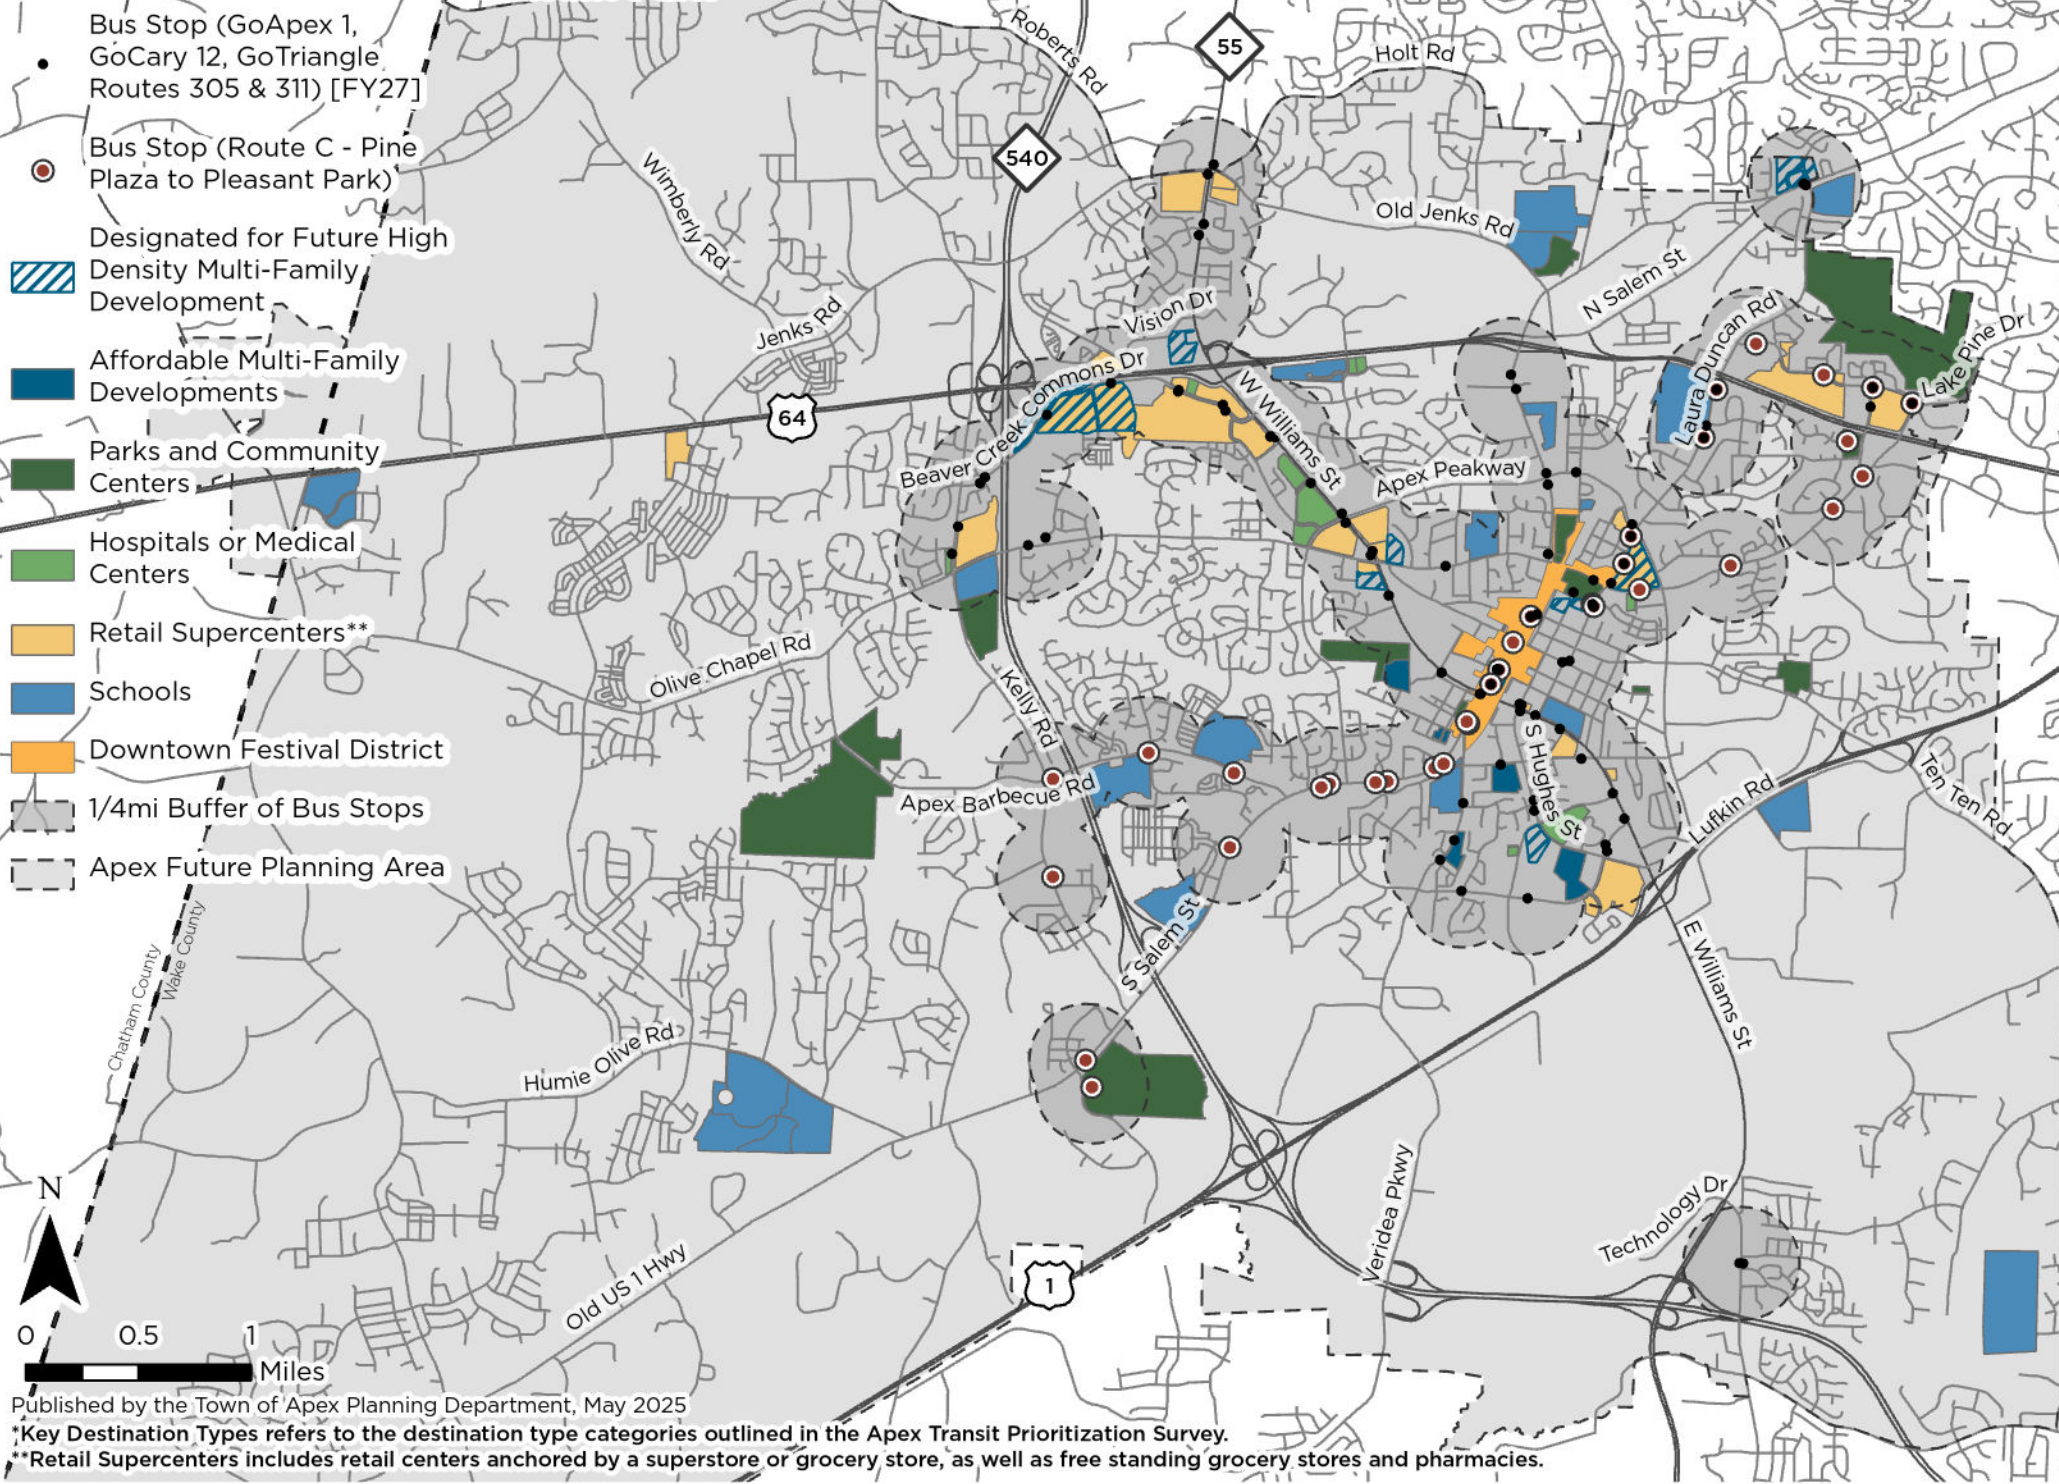 Bus Stop (GoApex 1,
GoCary 12, GoTriangle
Routes 305 & 311) [FY27]
Bus Stop (Route C - Pine
Plaza to Pleasant Park)
Designated for Future High
Density Multi-Family
Development
Affordable Multi-Family
Developments
Parks and Community
Centers
Hospitals or Medical
Centers
Retail Supercenters**
Schools
Downtown Festival District
1/4mi Buffer of Bus Stops
Apex Future Planning Area
Roberts Rd
55
Holt Rd
540
Wimberly Rd
Old Jenks Rd
N Salem St
Vision Dr
Jenks Rd
Laura Duncan Rd
Lake Pine Dr
Beaver Creek Commons Dr
64
W Williams St
Apex Peakway
Olive Chapel Rd
Kelly Rd
S Hughes St
Apex Barbecue Rd
Lufkin Rd
Ten Ten Rd
S Salem St
E Williams St
Chatham County
Wake County
Humie Olive Rd
Veridea Pkwy
Technology Dr
Old US 1 Hwy
1
N
0 0.5 1
Miles
Published by the Town of Apex Planning Department, May 2025
*Key Destination Types refers to the destination type categories outlined in the Apex Transit Prioritization Survey.
**Retail Supercenters includes retail centers anchored by a superstore or grocery store, as well as free standing grocery stores and pharmacies.